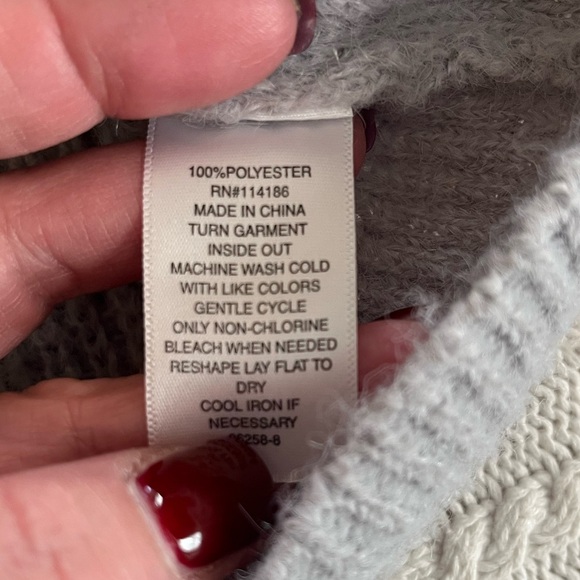 100%POLYESTER
RN#114186
MADE IN CHINA
TURN GARMENT
INSIDE OUT
MACHINE WASH COLD
WITH LIKE COLORS
GENTLE CYCLE
ONLY NON-CHLORINE
BLEACH WHEN NEEDED
RESHAPE LAY FLAT TO
DRY
COOL IRON IF
NECESSARY